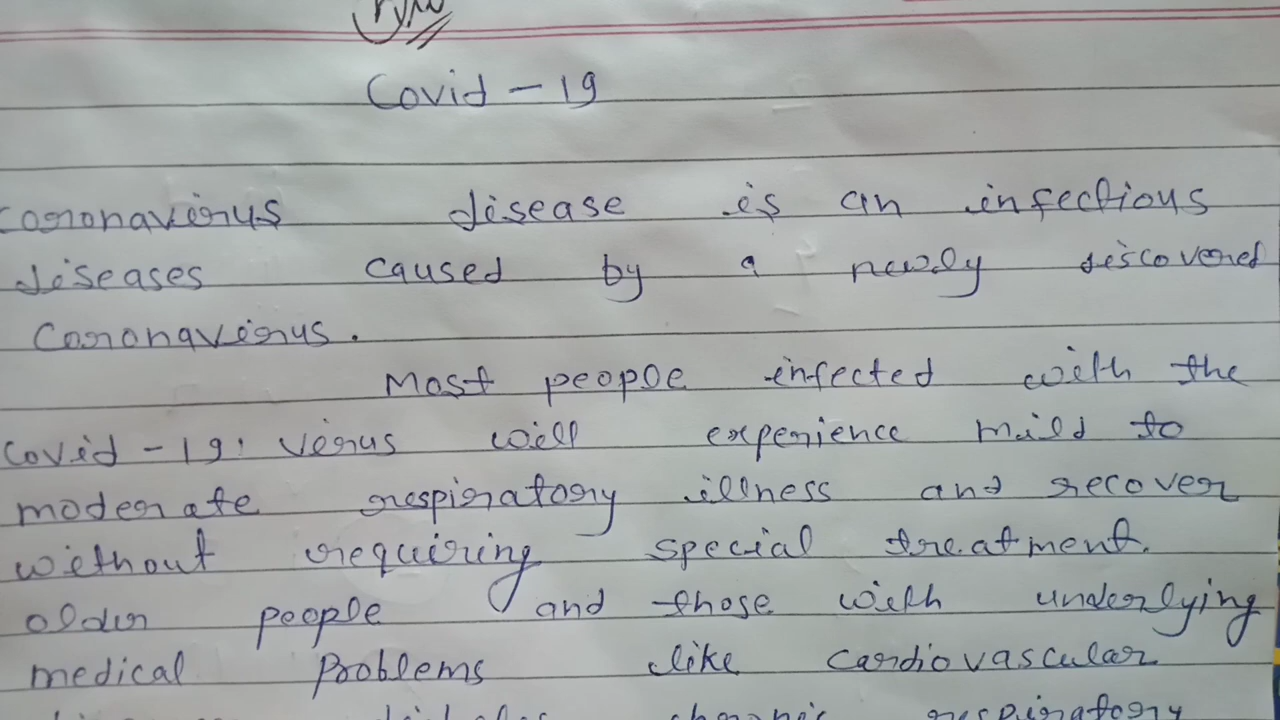 Covid - 19
coronavirus disease is an infectious
diseases caused by a newly discovered
Coronavirus.
Most people infected with the
Covid - 19 virus will experience mild to
moderate respiratory illness and recover
without requiring special treatment.
older people and those with underlying
medical Problems like cardiovascular
chronic respiratory